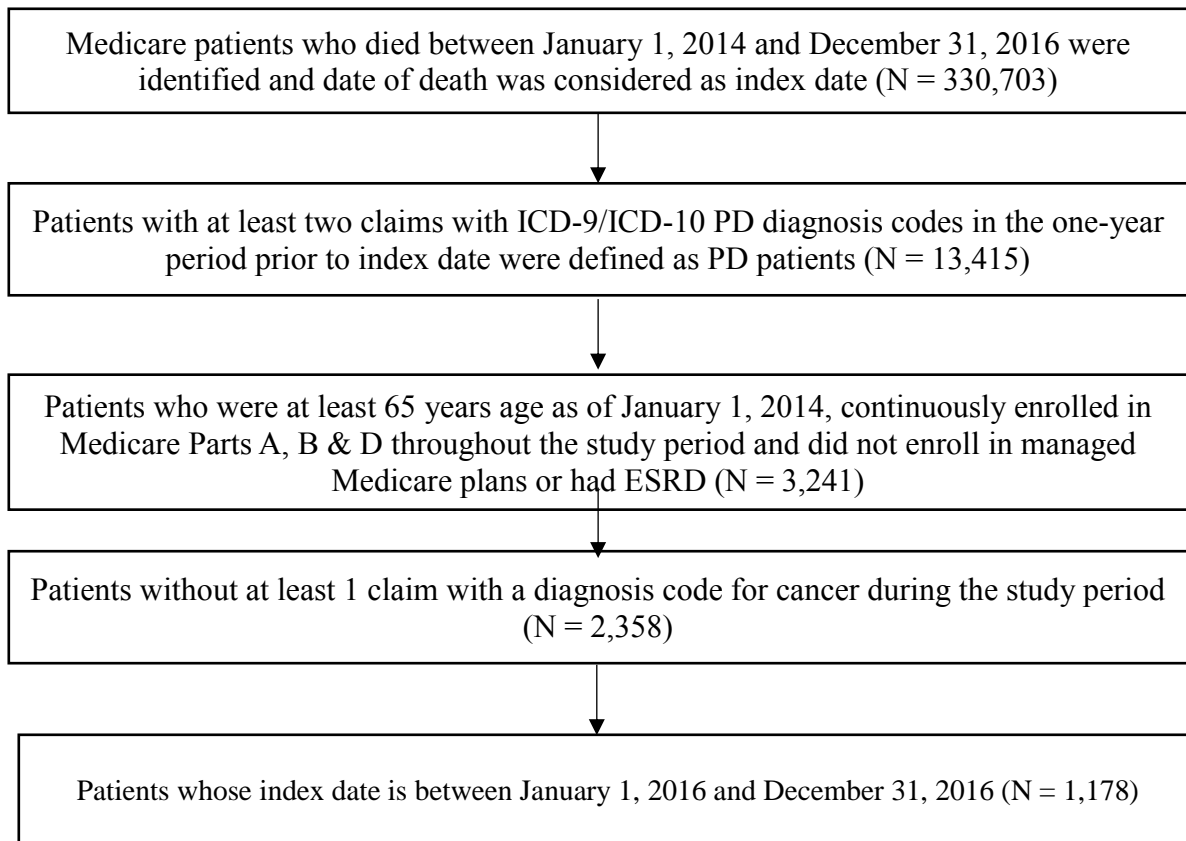 Medicare patients who died between January 1, 2014 and December 31, 2016 were
identified and date of death was considered as index date (N = 330,703)
Patients with at least two claims with ICD-9/ICD-10 PD diagnosis codes in the one-year
period prior to index date were defined as PD patients (N = 13,415)
Patients who were at least 65 years age as of January 1, 2014, continuously enrolled in
Medicare Parts A, B & D throughout the study period and did not enroll in managed
Medicare plans or had ESRD (N = 3,241)
Patients without at least 1 claim with a diagnosis code for cancer during the study period
(N = 2,358)
Patients whose index date is between January 1, 2016 and December 31, 2016 (N = 1,178)